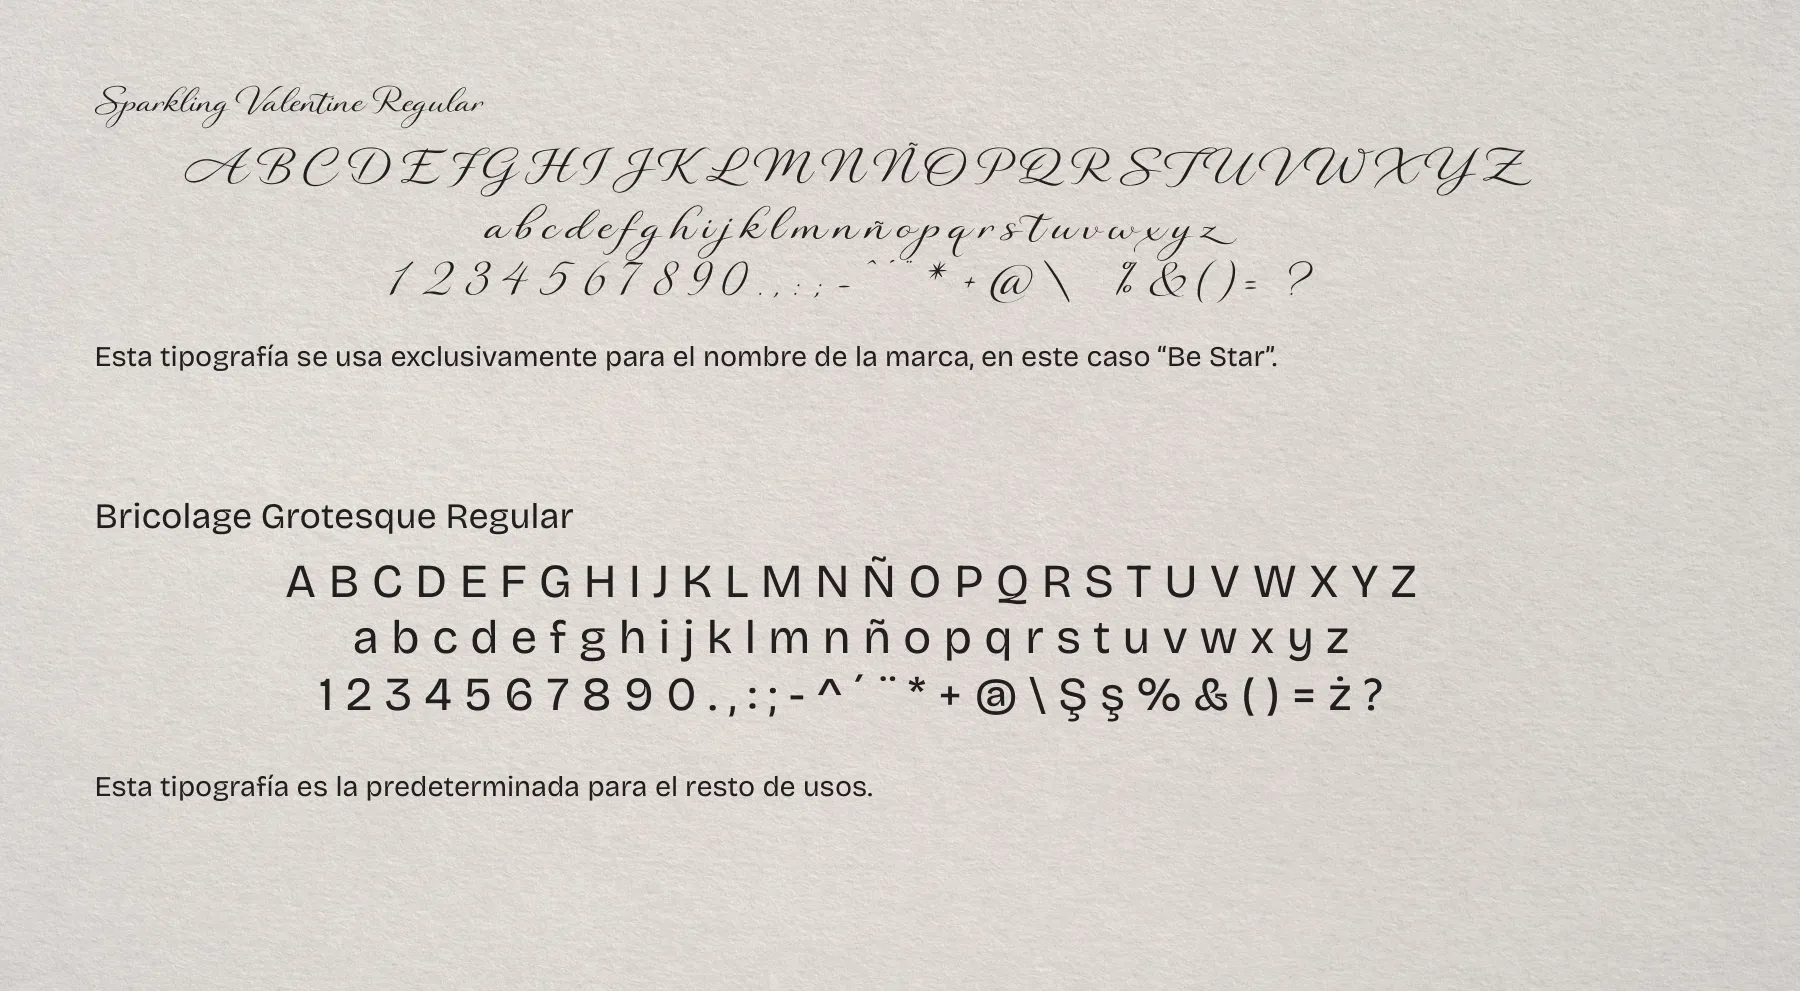 Sparkling Valentine Regular
A B C D E F G H I J K L M N Ñ O P Q R S T U V W X Y Z
a b c d e f g h i j k l m n ñ o p q r s t u v w x y z
1 2 3 4 5 6 7 8 9 0 . , : ; - ^ ´ ¨ * + @ \ % & ( ) = ?
Esta tipografía se usa exclusivamente para el nombre de la marca, en este caso “Be Star”.
Bricolage Grotesque Regular
A B C D E F G H I J K L M N Ñ O P Q R S T U V W X Y Z
a b c d e f g h i j k l m n ñ o p q r s t u v w x y z
1 2 3 4 5 6 7 8 9 0 . , : ; - ^ ´ ¨ * + @ \ Ş ş % & ( ) = ż ?
Esta tipografía es la predeterminada para el resto de usos.